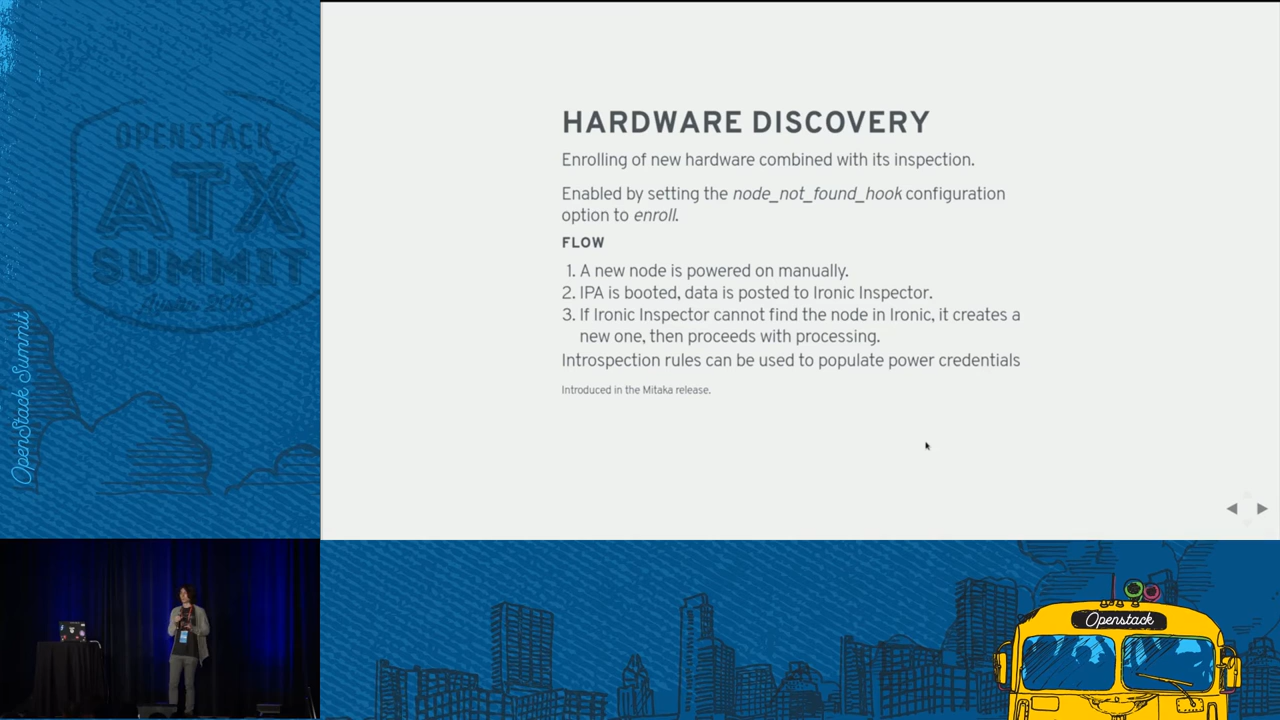 OPENSTACK
ATX
SUMMIT
Austin 2016
OpenStack Summit
HARDWARE DISCOVERY
Enrolling of new hardware combined with its inspection.
Enabled by setting the node_not_found_hook configuration
option to enroll.
FLOW
1. A new node is powered on manually.
2. IPA is booted, data is posted to Ironic Inspector.
3. If Ironic Inspector cannot find the node in Ironic, it creates a
new one, then proceeds with processing.
Introspection rules can be used to populate power credentials
Introduced in the Mitaka release.
Openstack